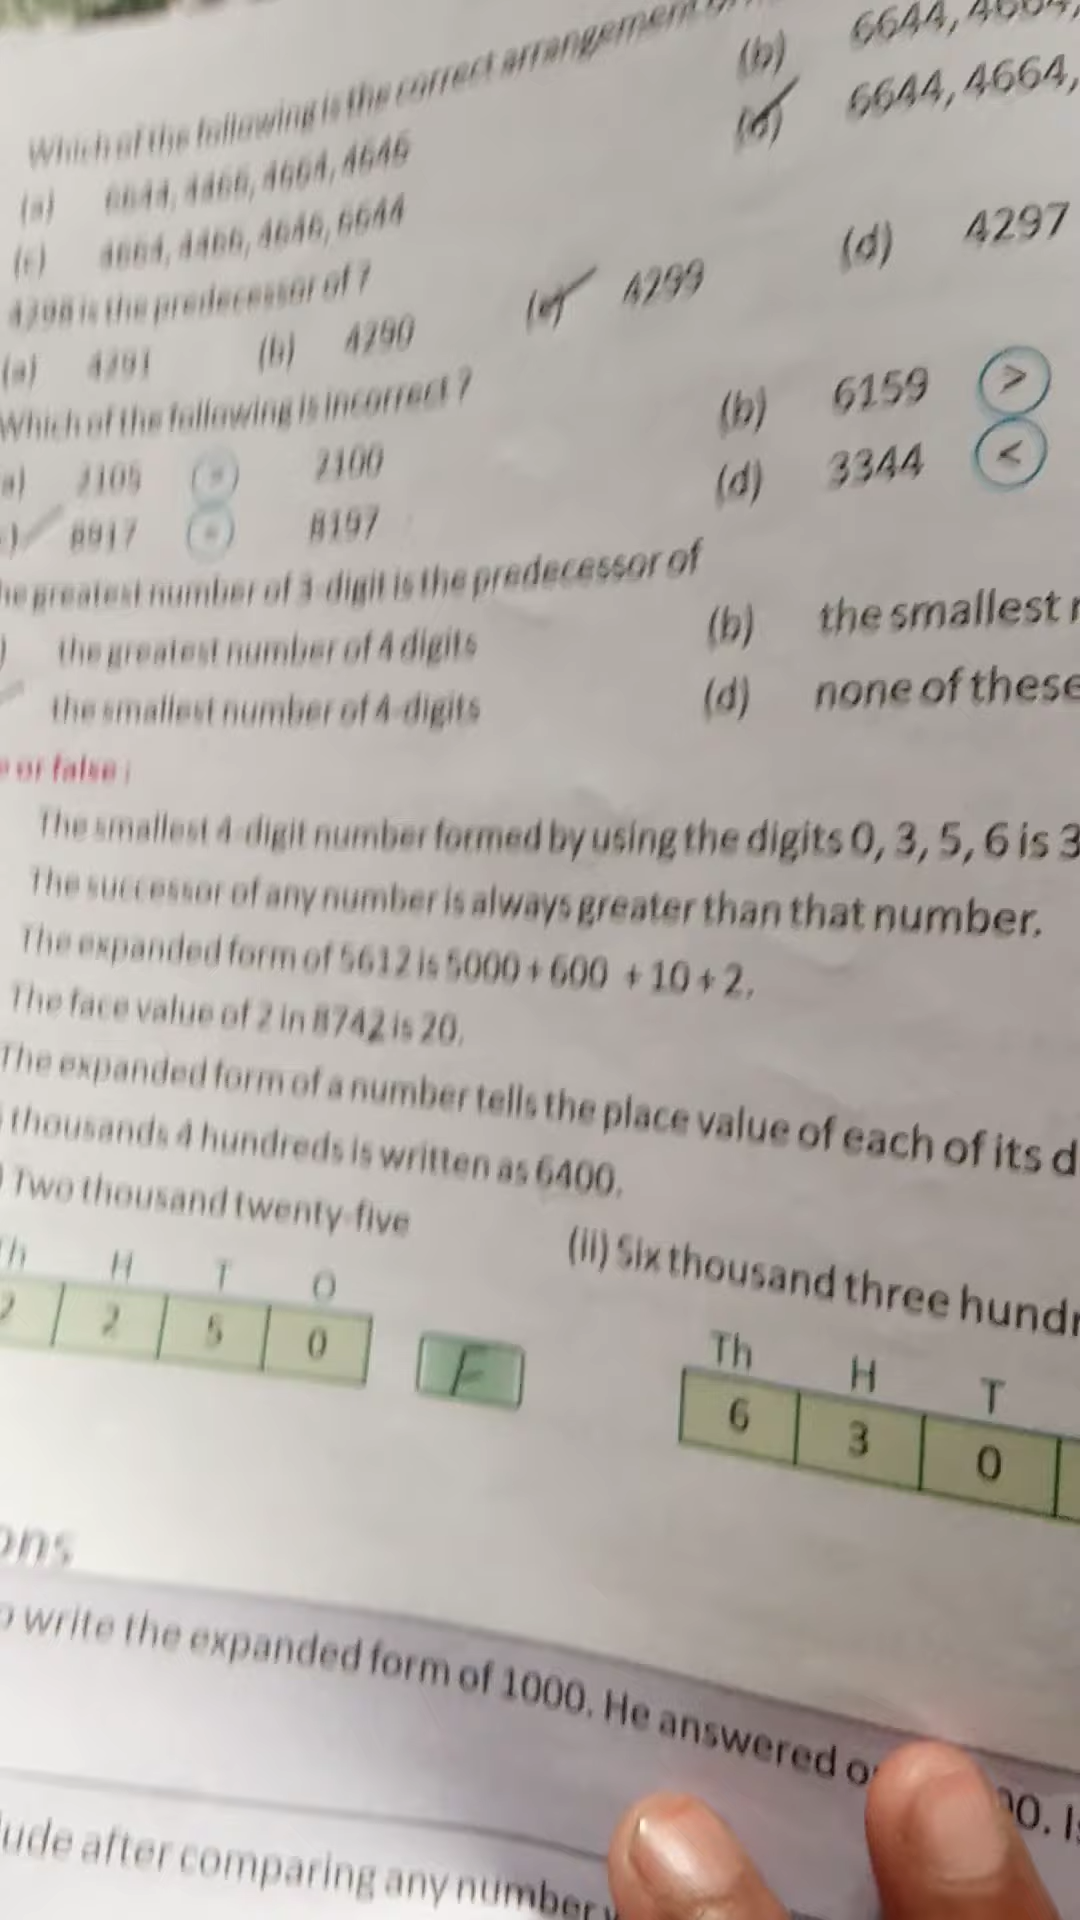 Which of the following is the correct arrangement
(b) 6644,
(a) 6644, 4466, 4664, 4646
(d) 6644, 4664,
(c) 4664, 4466, 4646, 6644
4298 is the predecessor of ?
(a) 4291 (b) 4290 (c) 4299 (d) 4297
Which of the following is incorrect ?
2105 2100 (b) 6159 >
8917 8197 (d) 3344 <
greatest number of 3-digit is the predecessor of
the greatest number of 4 digits (b) the smallest
the smallest number of 4-digits (d) none of these
or false :
The smallest 4-digit number formed by using the digits 0, 3, 5, 6 is 3
The successor of any number is always greater than that number.
The expanded form of 5612 is 5000 + 600 + 10 + 2.
The face value of 2 in 8742 is 20.
The expanded form of a number tells the place value of each of its d
thousands 4 hundreds is written as 6400.
Two thousand twenty-five (ii) Six thousand three hundr
Th H T O
2 2 5 0 F
Th H T
6 3 0
ons
write the expanded form of 1000. He answered
00. Is
lude after comparing any number